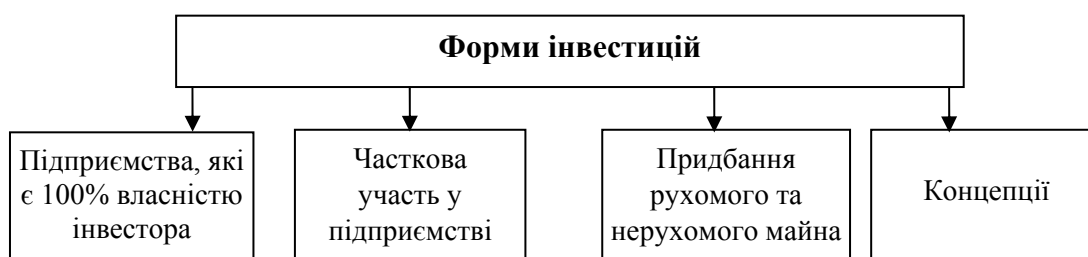 Форми інвестицій
Підприємства, які
є 100% власністю
інвестора
Часткова
участь у
підприємстві
Придбання
рухомого та
нерухомого майна
Концепції